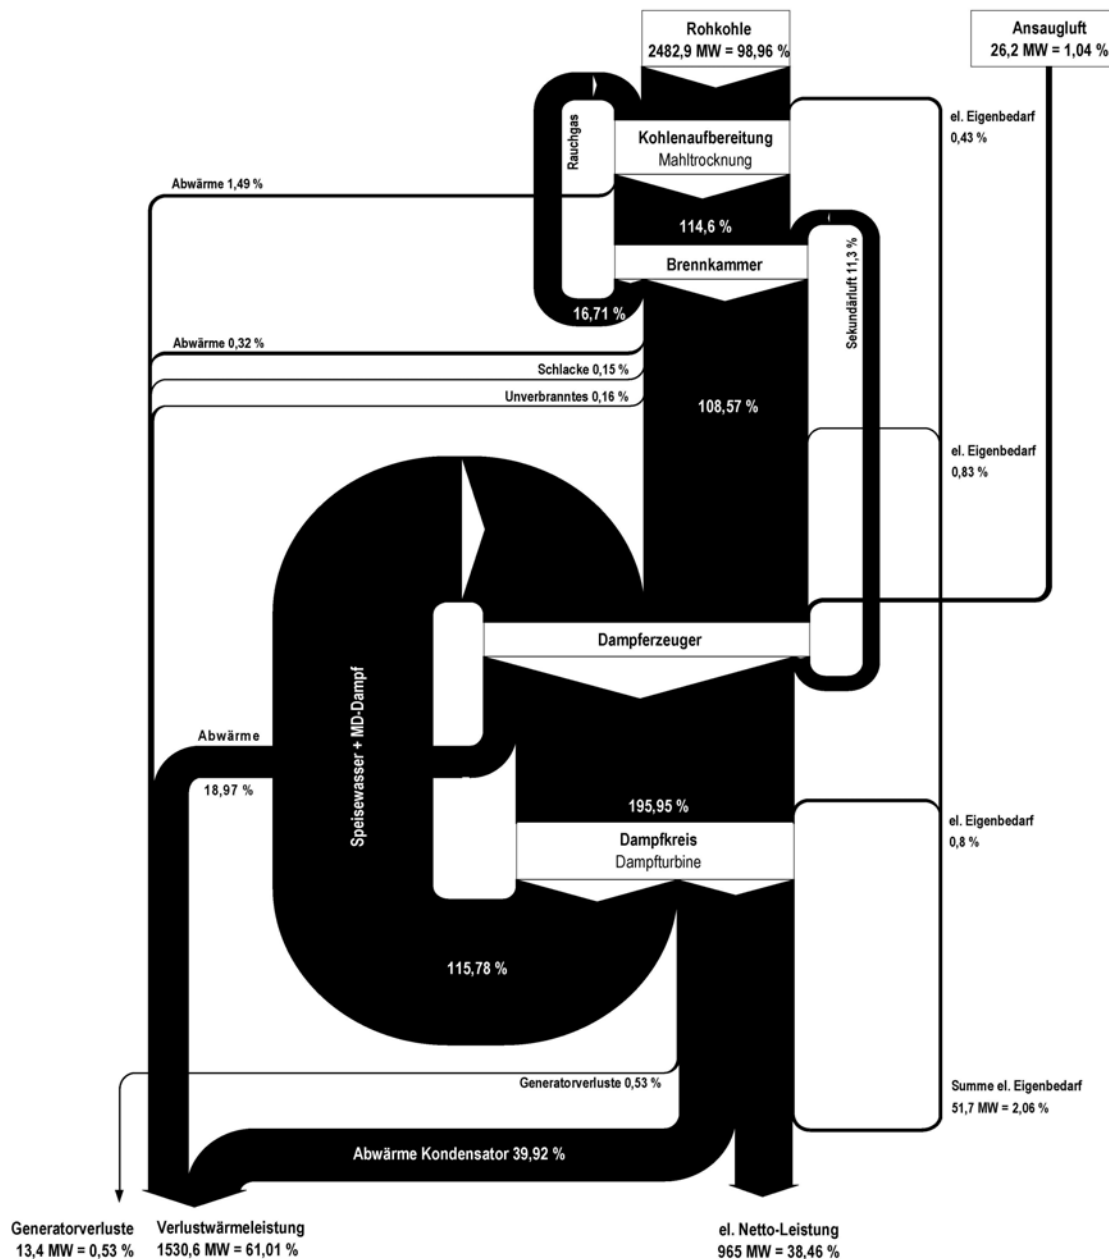 Rohkohle
2482,9 MW = 98,96 %
Ansaugluft
26,2 MW = 1,04 %
Rauchgas
el. Eigenbedarf
0,43 %
Kohlenaufbereitung
Mahltrocknung
Abwärme 1,49 %
114,6 %
Brennkammer
Sekundärluft 11,3 %
16,71 %
Abwärme 0,32 %
Schlacke 0,15 %
Unverbranntes 0,16 %
108,57 %
el. Eigenbedarf
0,83 %
Dampferzeuger
Speisewasser + MD-Dampf
Abwärme
18,97 %
195,95 %
Dampfkreis
Dampfturbine
el. Eigenbedarf
0,8 %
115,78 %
Generatorverluste 0,53 %
Summe el. Eigenbedarf
51,7 MW = 2,06 %
Abwärme Kondensator 39,92 %
Generatorverluste
13,4 MW = 0,53 %
Verlustwärmeleistung
1530,6 MW = 61,01 %
el. Netto-Leistung
965 MW = 38,46 %